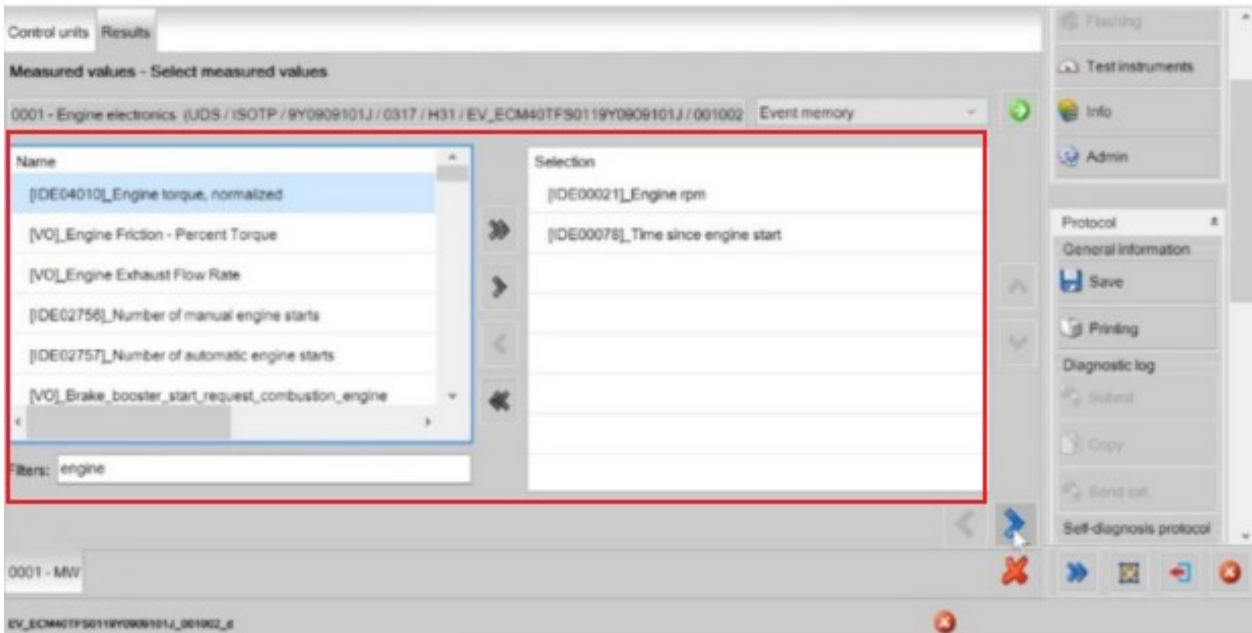 Control units Results
Measured values - Select measured values
0001 - Engine electronics (UDS / ISOTP / 9Y0909101J / 0317 / H31 / EV_ECM40TFS0119Y0909101J / 001002 Event memory
Name
[IDE04010]_Engine torque, normalized
[VO]_Engine Friction - Percent Torque
[VO]_Engine Exhaust Flow Rate
[IDE02756]_Number of manual engine starts
[IDE02757]_Number of automatic engine starts
[VO]_Brake_booster_start_request_combustion_engine
Filters: engine
Selection
[IDE00021]_Engine rpm
[IDE00078]_Time since engine start
0001 - MW
EV_ECM40TFS0119Y0909101J_001002_d
Flashing
Test instruments
Info
Admin
Protocol
General information
Save
Printing
Diagnostic log
Submit
Copy
Send ext.
Self-diagnosis protocol